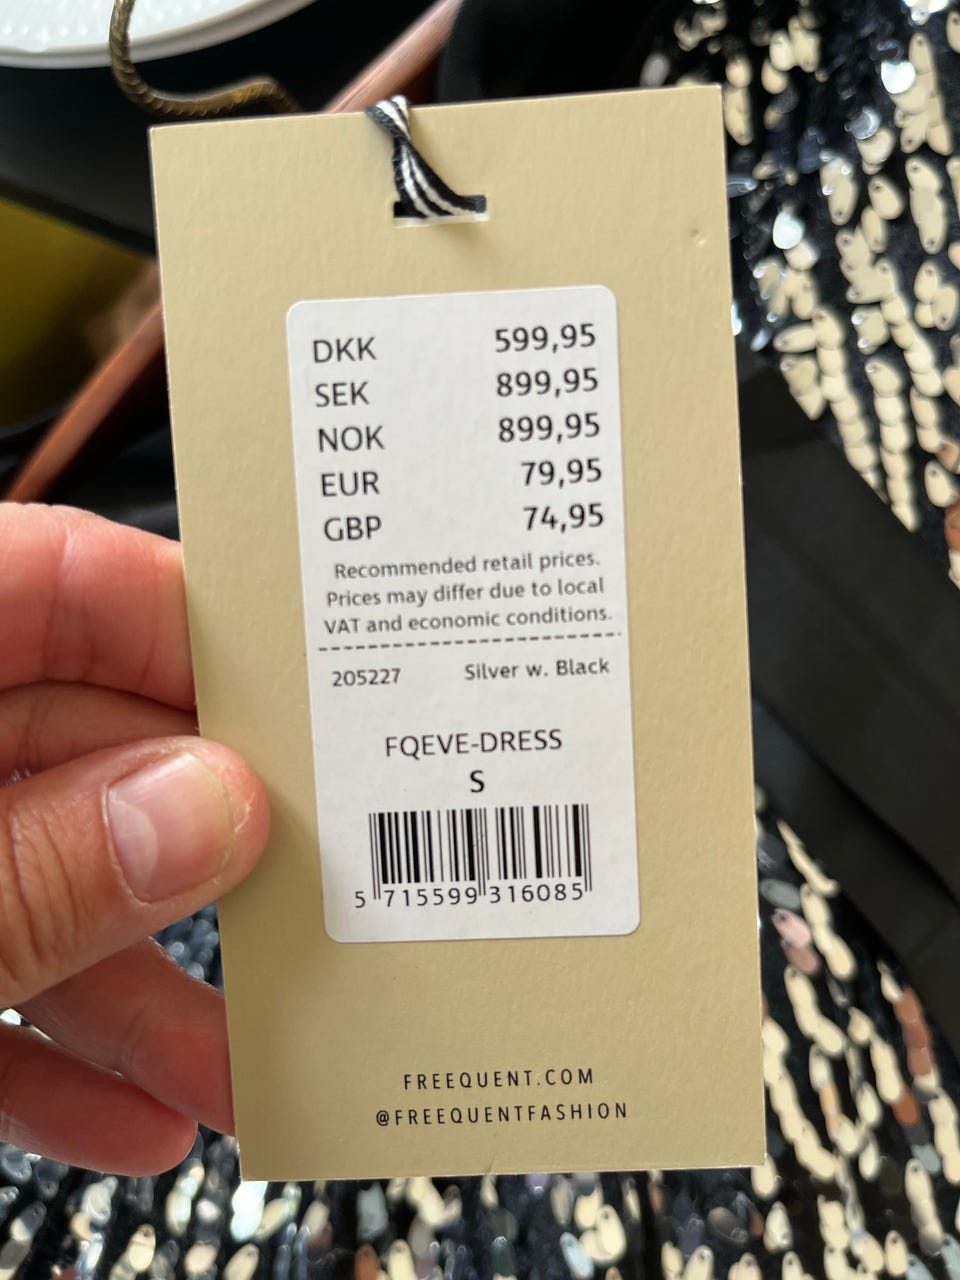 DKK 599,95
SEK 899,95
NOK 899,95
EUR 79,95
GBP 74,95
Recommended retail prices.
Prices may differ due to local
VAT and economic conditions.
205227 Silver w. Black
FQEVE-DRESS
S
5 715599 316085
FREEQUENT.COM
@FREEQUENTFASHION